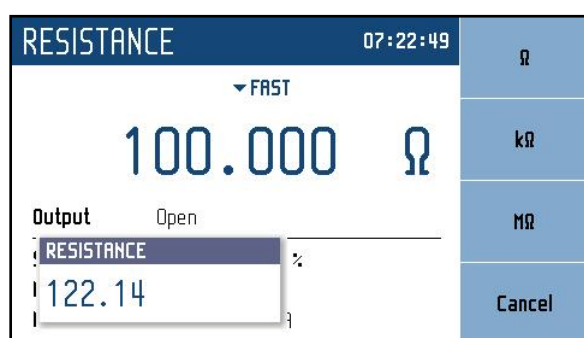 RESISTANCE 07:22:49
FAST
100.000 Ω
Output Open
RESISTANCE
%
122.14
Ω
kΩ
MΩ
Cancel